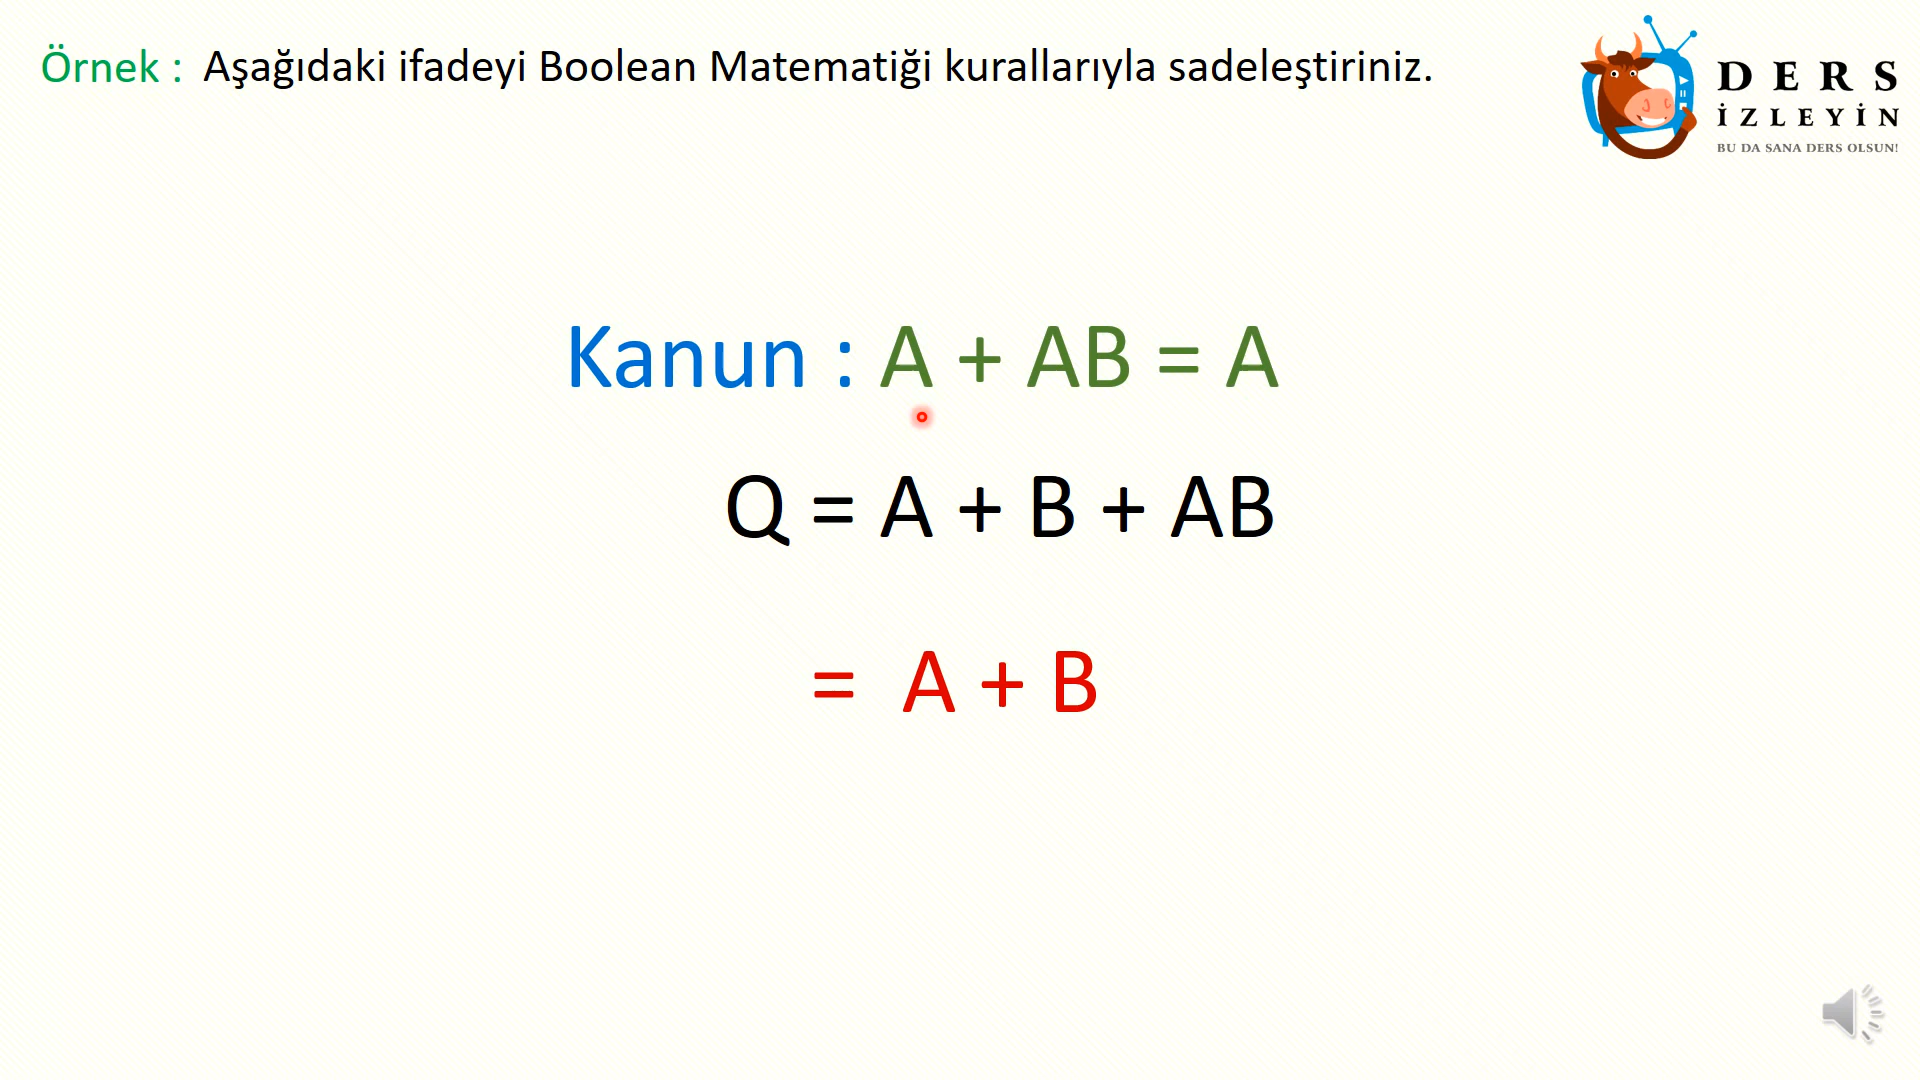 Örnek : Aşağıdaki ifadeyi Boolean Matematiği kurallarıyla sadeleştiriniz.
DERS
İZLEYİN
BU DA SANA DERS OLSUN!
Kanun : A + AB = A
Q = A + B + AB
= A + B